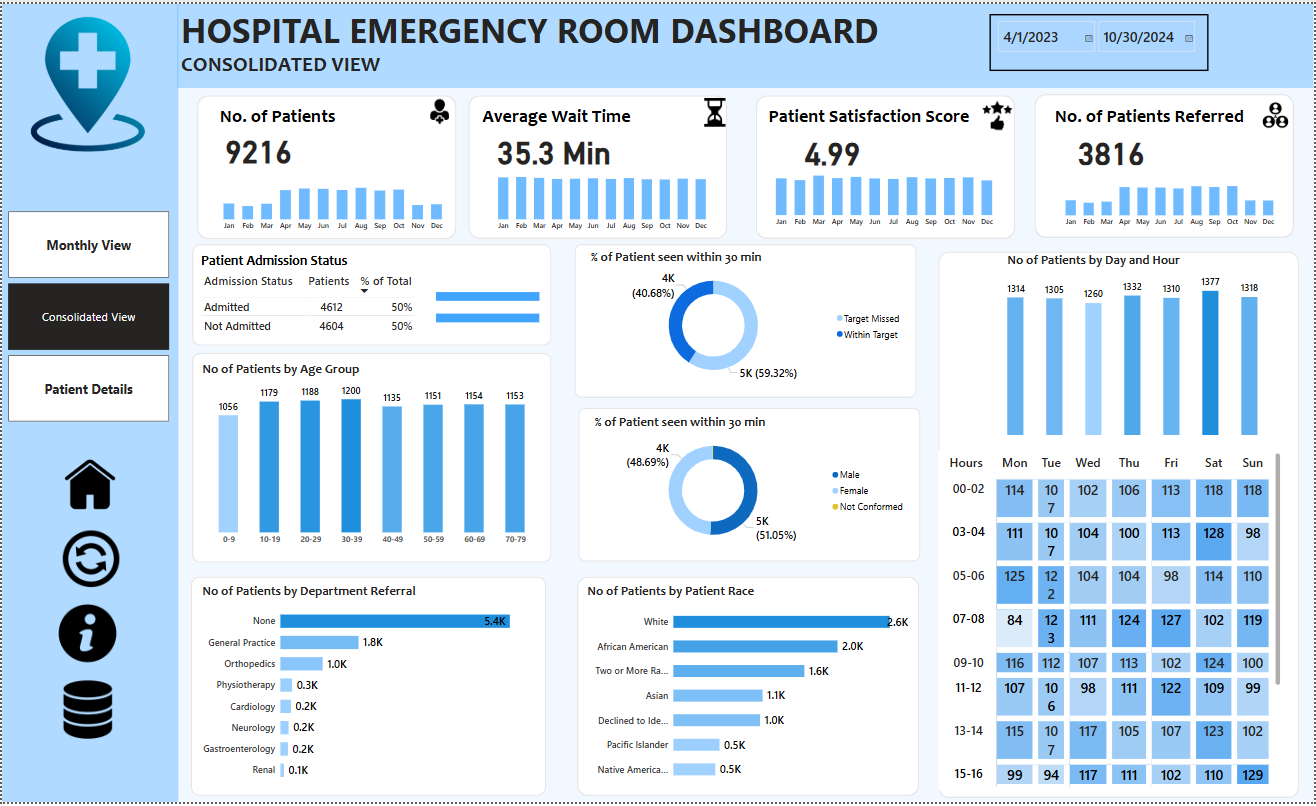 HOSPITAL EMERGENCY ROOM DASHBOARD
CONSOLIDATED VIEW
4/1/2023 10/30/2024
Monthly View
Consolidated View
Patient Details
No. of Patients
9216
Jan Feb Mar Apr May Jun Jul Aug Sep Oct Nov Dec
Average Wait Time
35.3 Min
Jan Feb Mar Apr May Jun Jul Aug Sep Oct Nov Dec
Patient Satisfaction Score
4.99
Jan Feb Mar Apr May Jun Jul Aug Sep Oct Nov Dec
No. of Patients Referred
3816
Jan Feb Mar Apr May Jun Jul Aug Sep Oct Nov Dec
Patient Admission Status
Admission Status Patients % of Total
Admitted 4612 50%
Not Admitted 4604 50%
No of Patients by Age Group
1056 1179 1188 1200 1135 1151 1154 1153
0-9 10-19 20-29 30-39 40-49 50-59 60-69 70-79
No of Patients by Department Referral
None 5.4K
General Practice 1.8K
Orthopedics 1.0K
Physiotherapy 0.3K
Cardiology 0.2K
Neurology 0.2K
Gastroenterology 0.2K
Renal 0.1K
% of Patient seen within 30 min
4K
(40.68%)
5K (59.32%)
Target Missed
Within Target
% of Patient seen within 30 min
4K
(48.69%)
5K
(51.05%)
Male
Female
Not Conformed
No of Patients by Patient Race
White 2.6K
African American 2.0K
Two or More Ra... 1.6K
Asian 1.1K
Declined to Ide... 1.0K
Pacific Islander 0.5K
Native America... 0.5K
No of Patients by Day and Hour
1314 1305 1260 1332 1310 1377 1318
Hours Mon Tue Wed Thu Fri Sat Sun
00-02 114 107 102 106 113 118 118
03-04 111 107 104 100 113 128 98
05-06 125 122 104 104 98 114 110
07-08 84 123 111 124 127 102 119
09-10 116 112 107 113 102 124 100
11-12 107 106 98 111 122 109 99
13-14 115 107 117 105 107 123 102
15-16 99 94 117 111 102 110 129